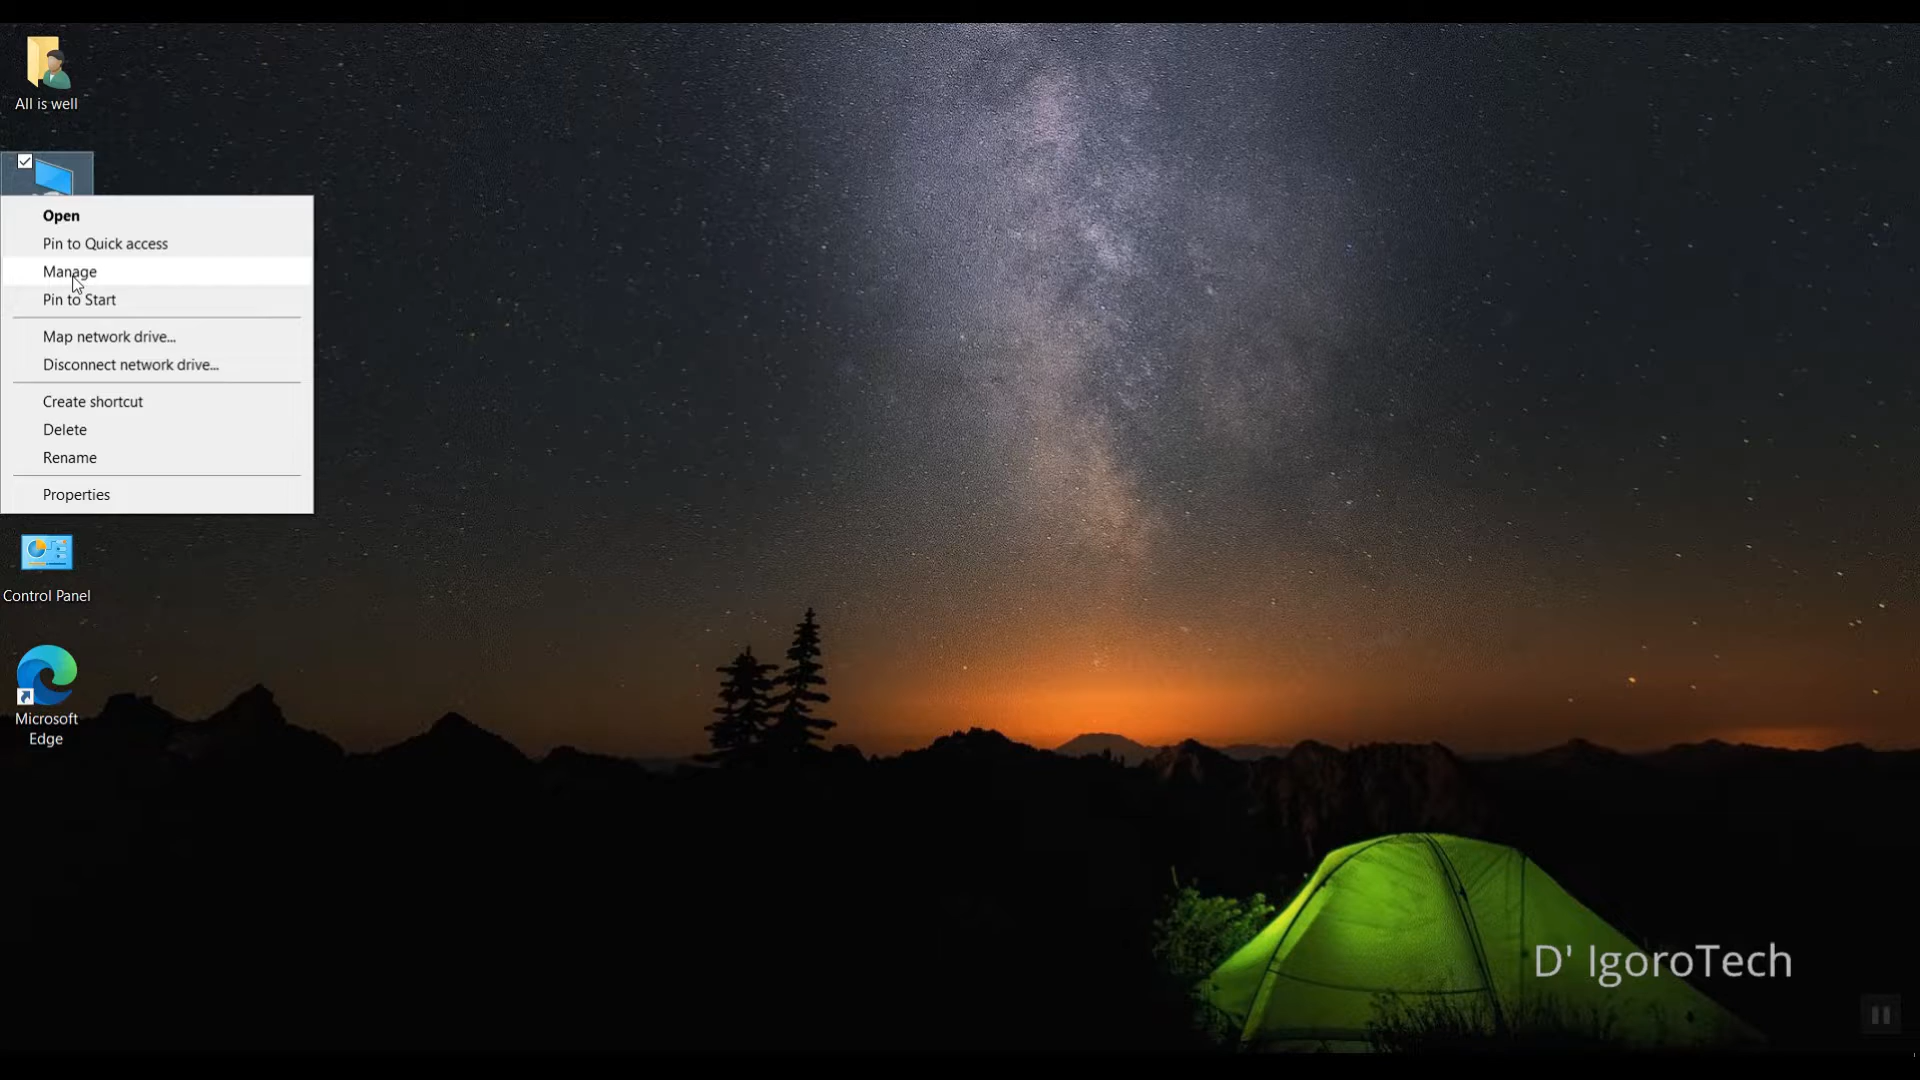 All is well
Open
Pin to Quick access
Manage
Pin to Start
Map network drive...
Disconnect network drive...
Create shortcut
Delete
Rename
Properties
Control Panel
Microsoft
Edge
D' IgoroTech